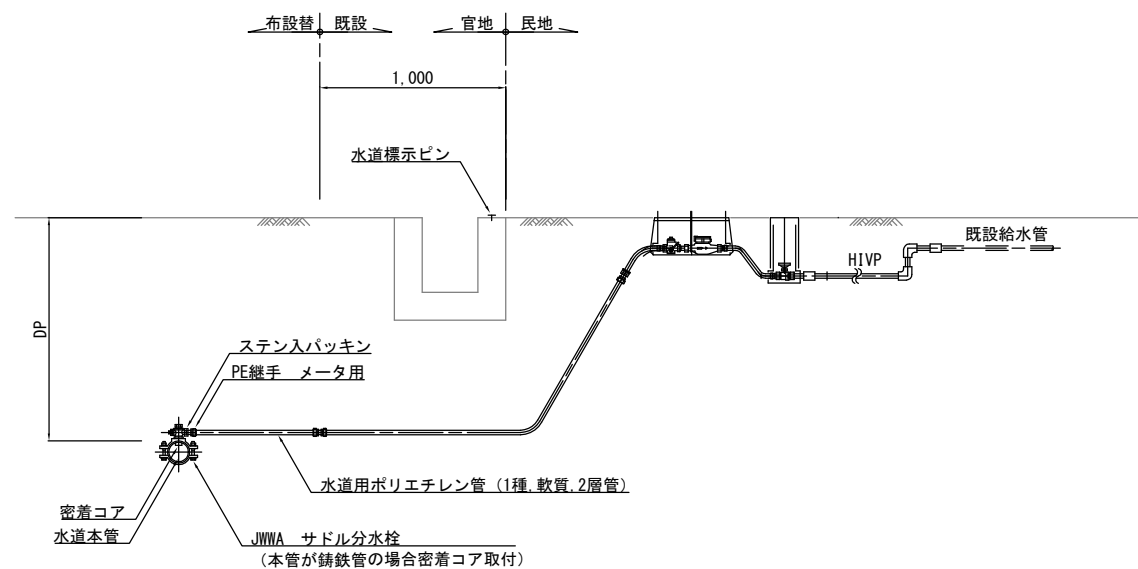 布設替 既設
官地 民地
1,000
水道標示ピン
既設給水管
HIVP
DP
ステン入パッキン
PE継手 メータ用
水道用ポリエチレン管（1種,軟質,2層管）
密着コア
水道本管
JWWA サドル分水栓
（本管が鋳鉄管の場合密着コア取付）